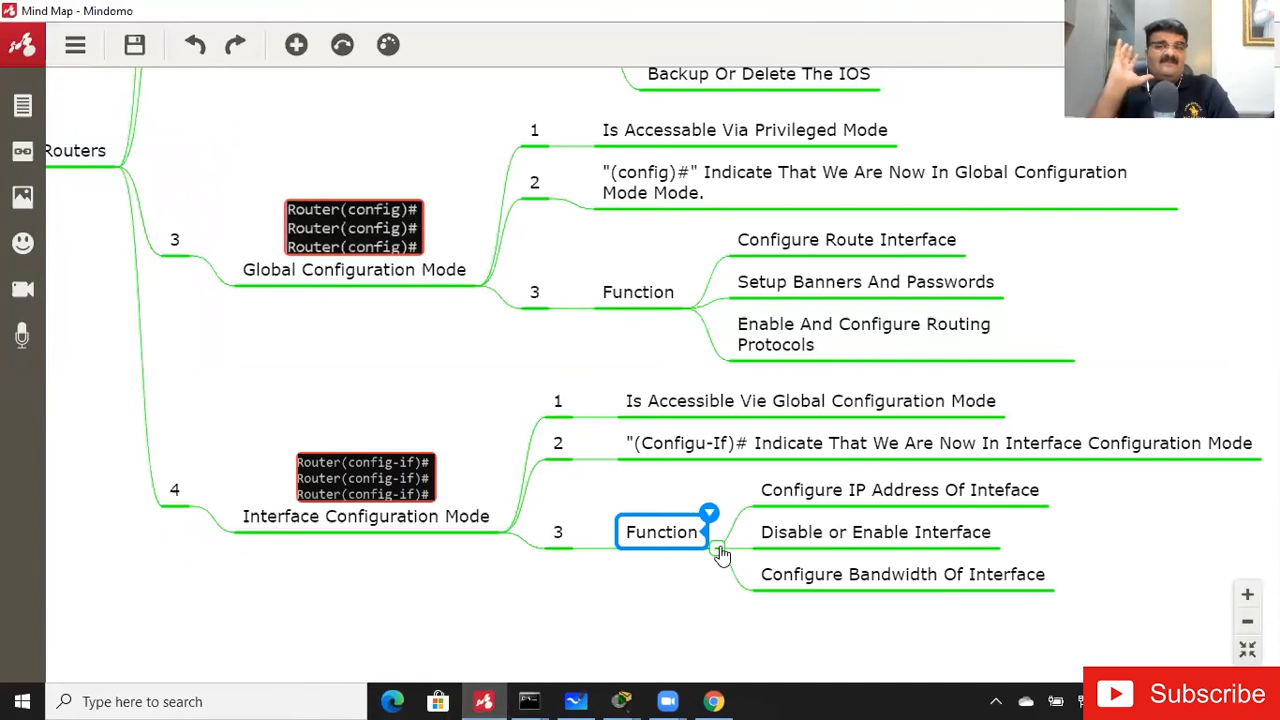 Mind Map - Mindomo
Backup Or Delete The IOS
Routers
1
Is Accessable Via Privileged Mode
2
"(config)#" Indicate That We Are Now In Global Configuration
Mode Mode.
3
Router(config)#
Router(config)#
Router(config)#
Global Configuration Mode
3
Function
Configure Route Interface
Setup Banners And Passwords
Enable And Configure Routing
Protocols
4
Router(config-if)#
Router(config-if)#
Router(config-if)#
Interface Configuration Mode
1
Is Accessible Vie Global Configuration Mode
2
"(Configu-If)# Indicate That We Are Now In Interface Configuration Mode
3
Function
Configure IP Address Of Inteface
Disable or Enable Interface
Configure Bandwidth Of Interface
Type here to search
Subscribe